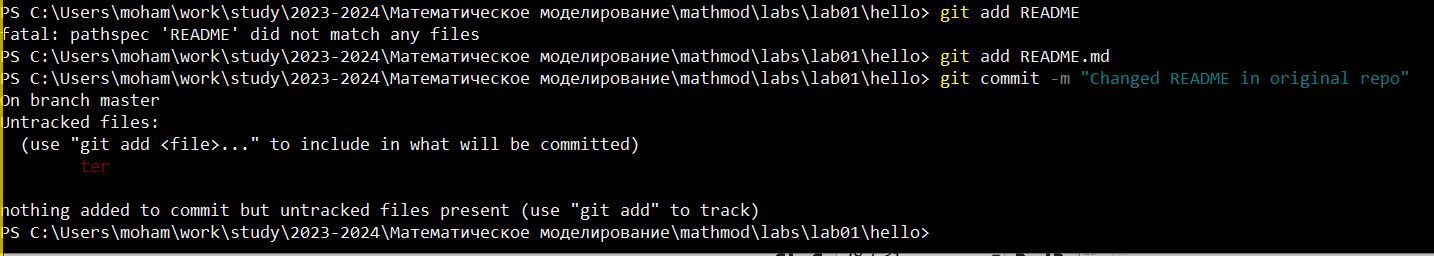 PS C:\Users\moham\work\study\2023-2024\Математическое моделирование\mathmod\labs\lab01\hello> git add README
fatal: pathspec 'README' did not match any files
PS C:\Users\moham\work\study\2023-2024\Математическое моделирование\mathmod\labs\lab01\hello> git add README.md
PS C:\Users\moham\work\study\2023-2024\Математическое моделирование\mathmod\labs\lab01\hello> git commit -m "Changed README in original repo"
On branch master
Untracked files:
  (use "git add <file>..." to include in what will be committed)
        ter
nothing added to commit but untracked files present (use "git add" to track)
PS C:\Users\moham\work\study\2023-2024\Математическое моделирование\mathmod\labs\lab01\hello>